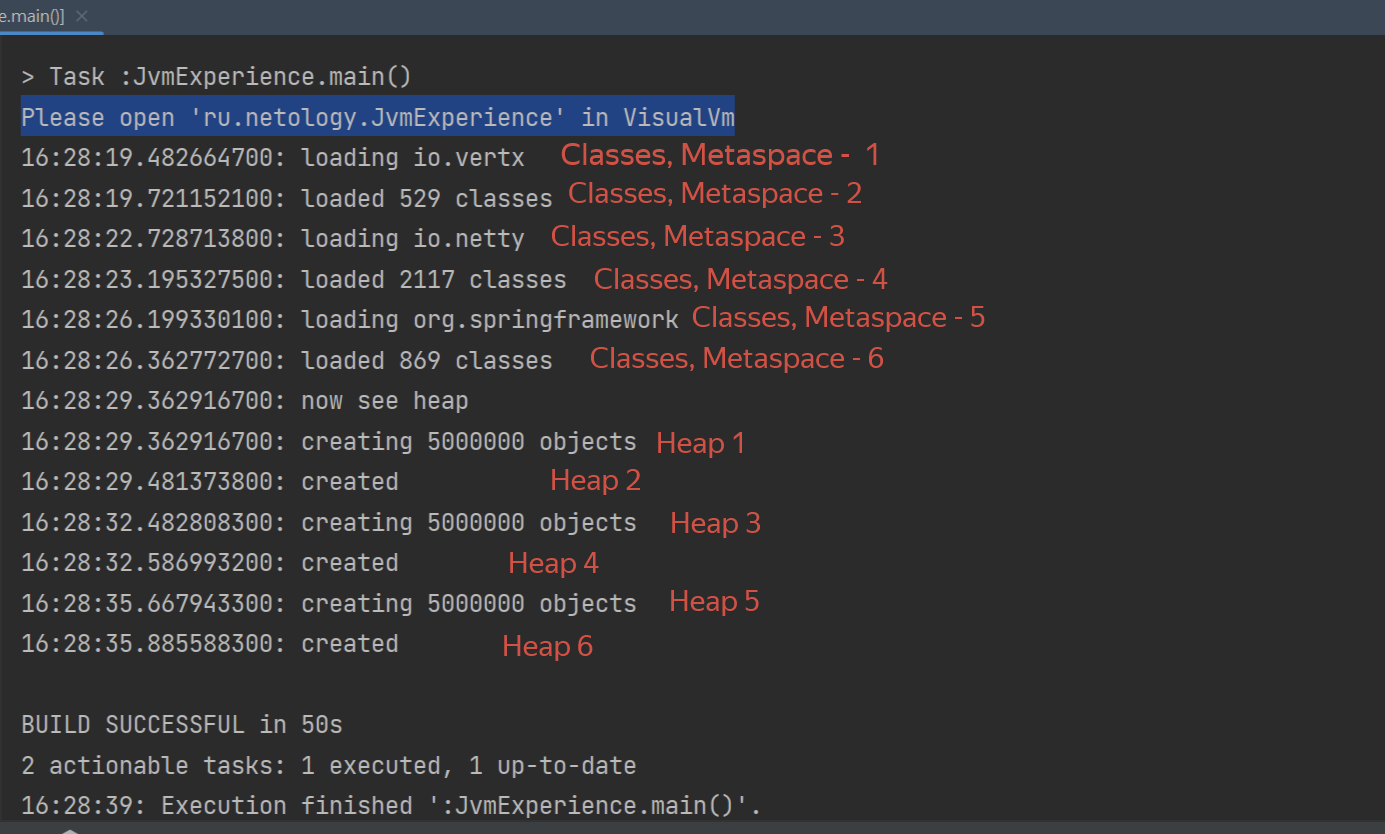 e.main()]
> Task :JvmExperience.main()
Please open 'ru.netology.JvmExperience' in VisualVm
16:28:19.482664700: loading io.vertx Classes, Metaspace - 1
16:28:19.721152100: loaded 529 classes Classes, Metaspace - 2
16:28:22.728713800: loading io.netty Classes, Metaspace - 3
16:28:23.195327500: loaded 2117 classes Classes, Metaspace - 4
16:28:26.199330100: loading org.springframework Classes, Metaspace - 5
16:28:26.362772700: loaded 869 classes Classes, Metaspace - 6
16:28:29.362916700: now see heap
16:28:29.362916700: creating 5000000 objects Heap 1
16:28:29.481373800: created Heap 2
16:28:32.482808300: creating 5000000 objects Heap 3
16:28:32.586993200: created Heap 4
16:28:35.667943300: creating 5000000 objects Heap 5
16:28:35.885588300: created Heap 6
BUILD SUCCESSFUL in 50s
2 actionable tasks: 1 executed, 1 up-to-date
16:28:39: Execution finished ':JvmExperience.main()'.